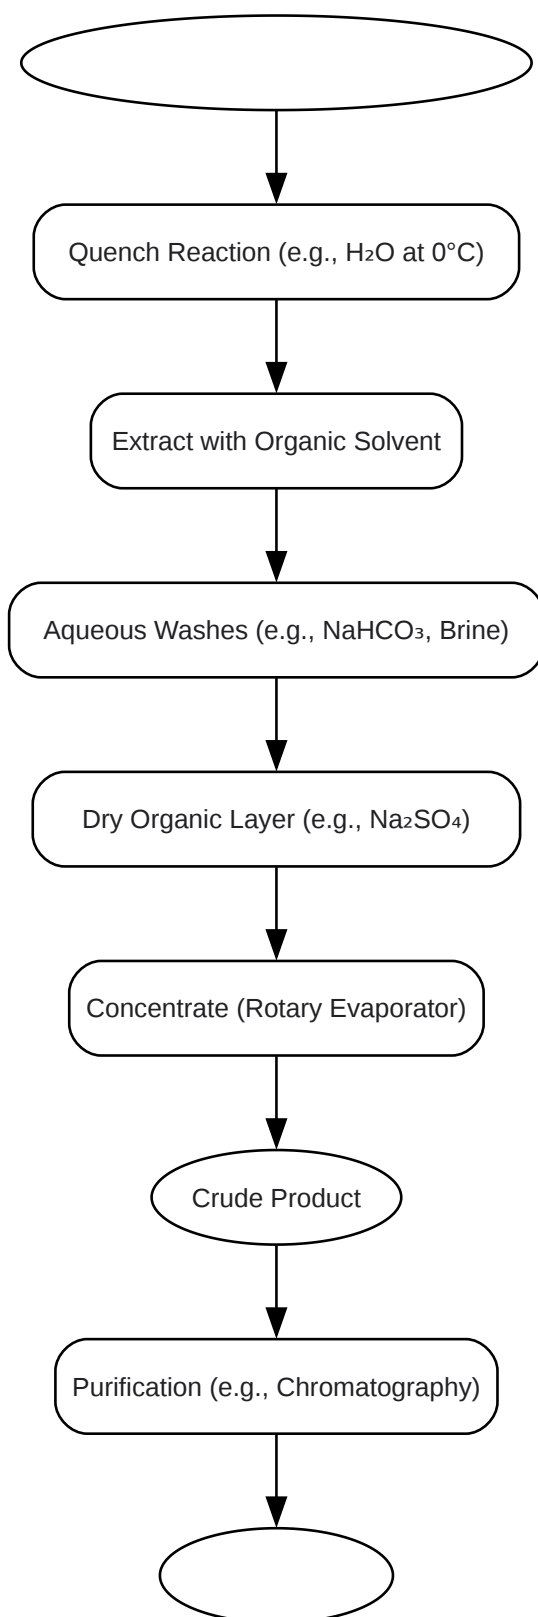 Quench Reaction (e.g., H₂O at 0°C)
Extract with Organic Solvent
Aqueous Washes (e.g., NaHCO₃, Brine)
Dry Organic Layer (e.g., Na₂SO₄)
Concentrate (Rotary Evaporator)
Crude Product
Purification (e.g., Chromatography)